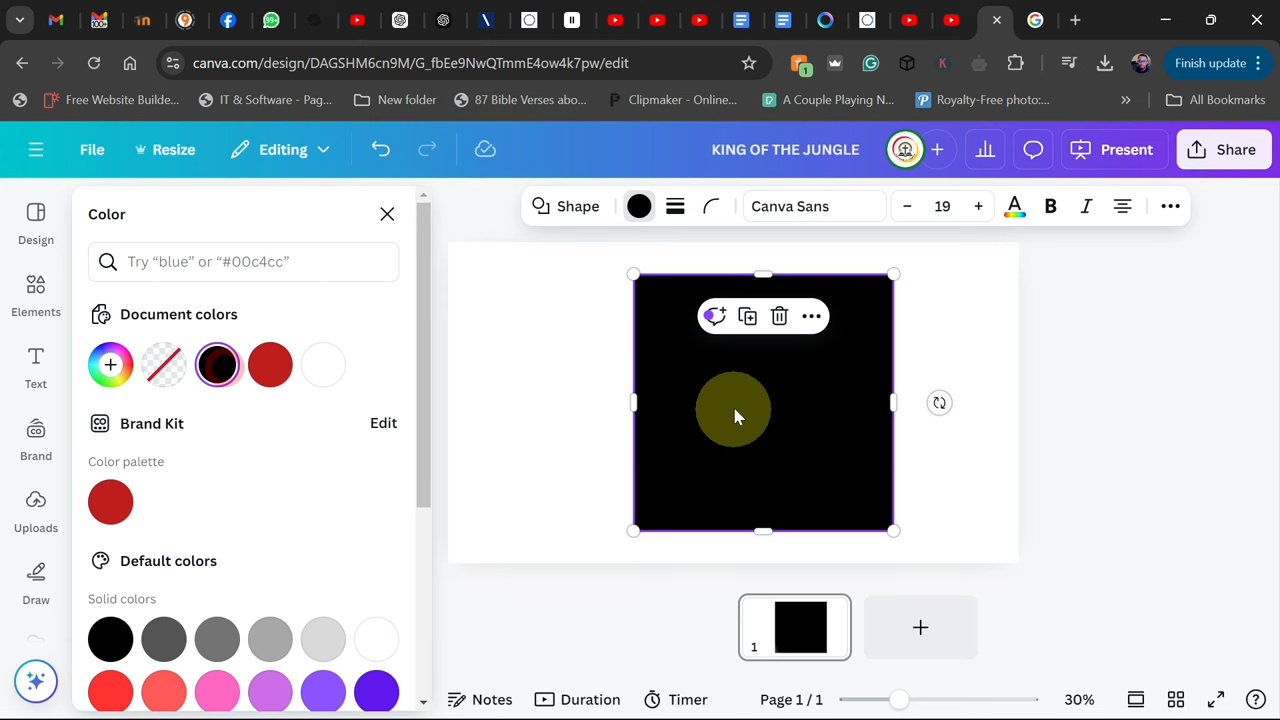 99+
100+
canva.com/design/DAGSHM6cn9M/G_fbEe9NwQTmmE4ow4k7pw/edit
1
K
Finish update
Free Website Builde...
IT & Software - Pag...
New folder
87 Bible Verses abo...
Clipmaker - Online...
A Couple Playing N...
Royalty-Free photo:...
»
All Bookmarks
File
Resize
Editing
KING OF THE JUNGLE
Present
Share
Design
Elements
Text
Brand
Uploads
Draw
Color
Try “blue” or “#00c4cc”
Document colors
Brand Kit
Edit
Color palette
Default colors
Solid colors
Shape
Canva Sans
− 19 +
A
B
I
1
Notes
Duration
Timer
Page 1 / 1
30%